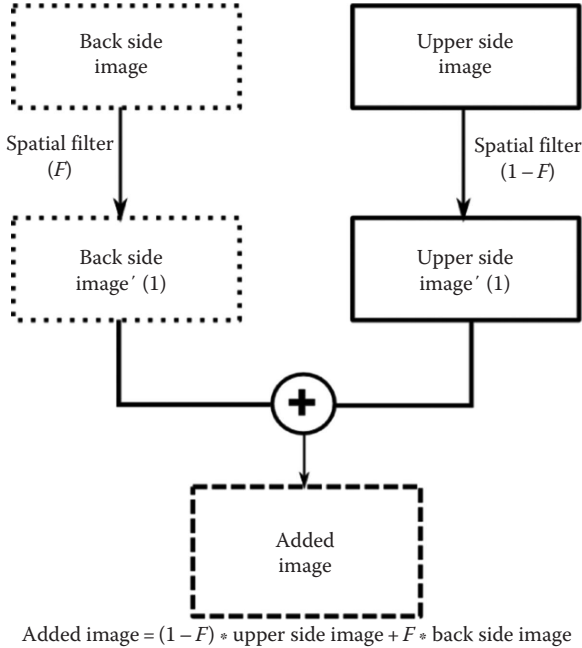 Back side
image
Upper side
image
Spatial filter
(F)
Spatial filter
(1 – F)
Back side
image´ (1)
Upper side
image´ (1)
+
Added
image
Added image = (1 – F) * upper side image + F * back side image